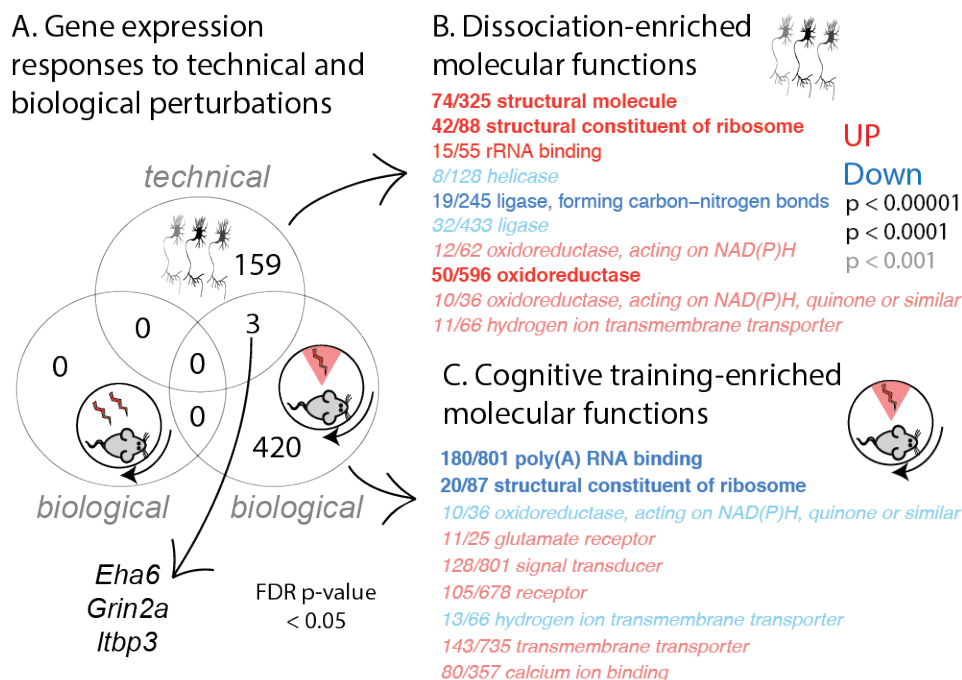 A. Gene expression
responses to technical and
biological perturbations
technical
159
0
3
0
0
0
420
biological
biological
Eha6
Grin2a
Itbp3
FDR p-value
< 0.05
B. Dissociation-enriched
molecular functions
74/325 structural molecule
42/88 structural constituent of ribosome
15/55 rRNA binding
8/128 helicase
19/245 ligase, forming carbon–nitrogen bonds
32/433 ligase
12/62 oxidoreductase, acting on NAD(P)H
50/596 oxidoreductase
10/36 oxidoreductase, acting on NAD(P)H, quinone or similar
11/66 hydrogen ion transmembrane transporter
UP
Down
p < 0.00001
p < 0.0001
p < 0.001
C. Cognitive training-enriched
molecular functions
180/801 poly(A) RNA binding
20/87 structural constituent of ribosome
10/36 oxidoreductase, acting on NAD(P)H, quinone or similar
11/25 glutamate receptor
128/801 signal transducer
105/678 receptor
13/66 hydrogen ion transmembrane transporter
143/735 transmembrane transporter
80/357 calcium ion binding